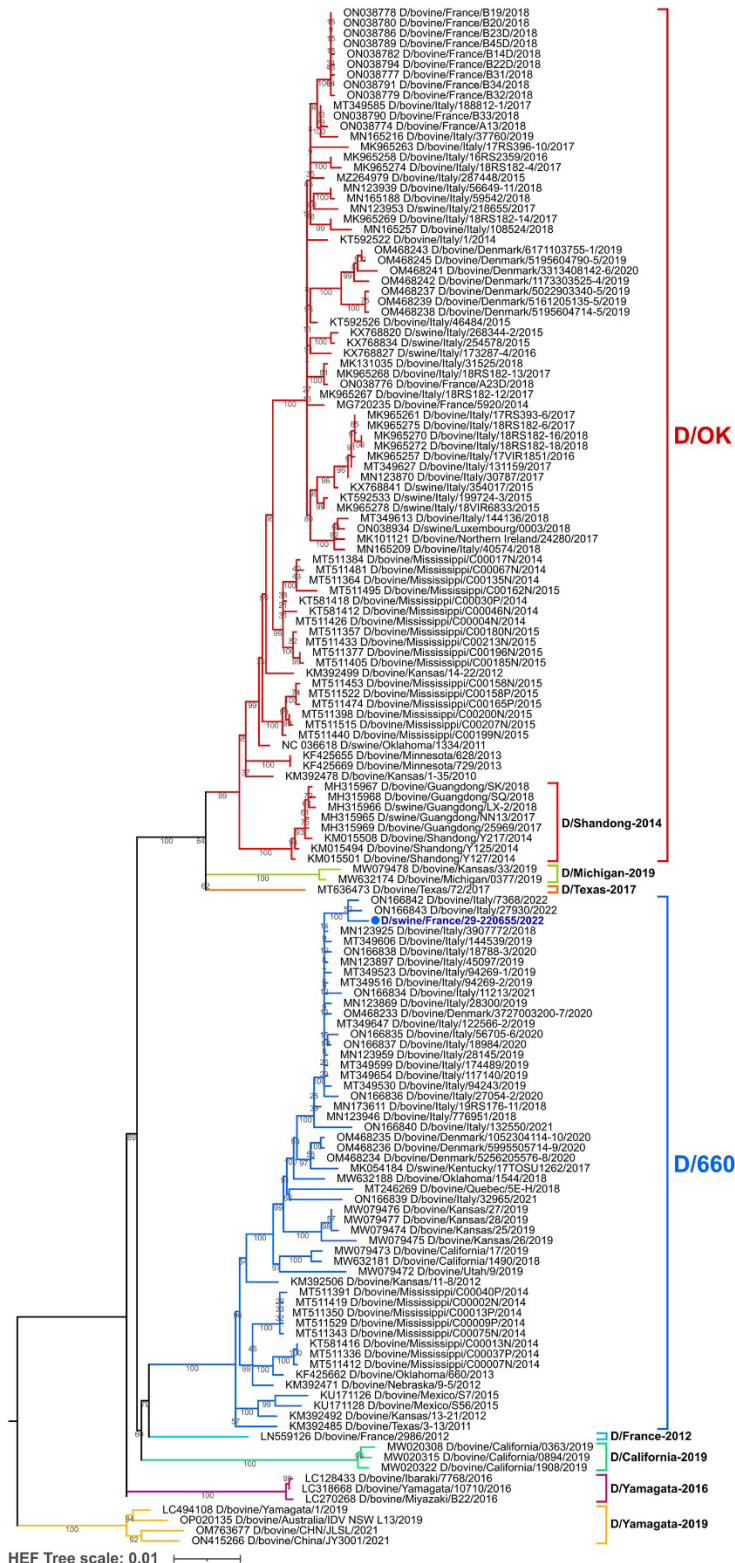 ON038778 D/bovine/France/B19/2018
ON038780 D/bovine/France/B20/2018
ON038786 D/bovine/France/B23D/2018
ON038789 D/bovine/France/B45D/2018
ON038782 D/bovine/France/B14D/2018
ON038794 D/bovine/France/B22D/2018
ON038777 D/bovine/France/B31/2018
ON038791 D/bovine/France/B34/2018
ON038779 D/bovine/France/B32/2018
MT349585 D/bovine/Italy/188812-1/2017
ON038790 D/bovine/France/B33/2018
ON038774 D/bovine/France/A13/2018
MN165216 D/bovine/Italy/37760/2019
MK965263 D/bovine/Italy/17RS396-10/2017
MK965258 D/bovine/Italy/16RS2359/2016
MK965274 D/bovine/Italy/18RS182-4/2017
MZ264979 D/bovine/Italy/287448/2015
MN123939 D/bovine/Italy/56649-11/2018
MN165188 D/bovine/Italy/59542/2018
MN123953 D/swine/Italy/218655/2017
MK965269 D/bovine/Italy/18RS182-14/2017
MN165257 D/bovine/Italy/108524/2018
KT592522 D/bovine/Italy/1/2014
OM468243 D/bovine/Denmark/6171103755-1/2019
OM468245 D/bovine/Denmark/5195604790-5/2019
OM468241 D/bovine/Denmark/3313408142-6/2020
OM468242 D/bovine/Denmark/1173303525-4/2019
OM468237 D/bovine/Denmark/5022903340-5/2019
OM468239 D/bovine/Denmark/5161205135-5/2019
OM468238 D/bovine/Denmark/5195604714-5/2019
KT592526 D/bovine/Italy/46484/2015
KX768820 D/swine/Italy/268344-2/2015
KX768834 D/swine/Italy/254578/2015
KX768827 D/swine/Italy/173287-4/2016
MK131035 D/bovine/Italy/31525/2018
MK965268 D/bovine/Italy/18RS182-13/2017
ON038776 D/bovine/France/A23D/2018
MK965267 D/bovine/Italy/18RS182-12/2017
MG720235 D/bovine/France/5920/2014
MK965261 D/bovine/Italy/17RS393-6/2017
MK965275 D/bovine/Italy/18RS182-6/2017
MK965270 D/bovine/Italy/18RS182-16/2018
MK965272 D/bovine/Italy/18RS182-18/2018
MK965257 D/bovine/Italy/17VIR1851/2016
MT349627 D/bovine/Italy/131159/2017
MN123870 D/bovine/Italy/30787/2017
KX768841 D/swine/Italy/354017/2015
KT592533 D/swine/Italy/199724-3/2015
MK965278 D/swine/Italy/18VIR6833/2015
MT349613 D/bovine/Italy/144136/2018
ON038934 D/swine/Luxembourg/0003/2018
MK101121 D/bovine/Northern Ireland/24280/2017
MN165209 D/bovine/Italy/40574/2018
MT511384 D/bovine/Mississippi/C00017N/2014
MT511481 D/bovine/Mississippi/C00067N/2014
MT511364 D/bovine/Mississippi/C00135N/2014
MT511495 D/bovine/Mississippi/C00162N/2015
KT581418 D/bovine/Mississippi/C00030P/2014
KT581412 D/bovine/Mississippi/C00046N/2014
MT511426 D/bovine/Mississippi/C00004N/2014
MT511357 D/bovine/Mississippi/C00180N/2015
MT511433 D/bovine/Mississippi/C00213N/2015
MT511377 D/bovine/Mississippi/C00196N/2015
MT511405 D/bovine/Mississippi/C00185N/2015
KM392499 D/bovine/Kansas/14-22/2012
MT511453 D/bovine/Mississippi/C00158N/2015
MT511522 D/bovine/Mississippi/C00158P/2015
MT511474 D/bovine/Mississippi/C00165P/2015
MT511398 D/bovine/Mississippi/C00200N/2015
MT511515 D/bovine/Mississippi/C00207N/2015
MT511440 D/bovine/Mississippi/C00199N/2015
NC 036618 D/swine/Oklahoma/1334/2011
KF425655 D/bovine/Minnesota/628/2013
KF425669 D/bovine/Minnesota/729/2013
KM392478 D/bovine/Kansas/1-35/2010
D/OK
MH315967 D/bovine/Guangdong/SK/2018
MH315968 D/bovine/Guangdong/SQ/2018
MH315966 D/swine/Guangdong/LX-2/2018
MH315965 D/swine/Guangdong/NN13/2017
MH315969 D/bovine/Guangdong/25969/2017
KM015508 D/bovine/Shandong/Y217/2014
KM015494 D/bovine/Shandong/Y125/2014
KM015501 D/bovine/Shandong/Y127/2014
D/Shandong-2014
MW079478 D/bovine/Kansas/33/2019
MW632174 D/bovine/Michigan/0377/2019
D/Michigan-2019
MT636473 D/bovine/Texas/72/2017
D/Texas-2017
ON166842 D/bovine/Italy/7368/2022
ON166843 D/bovine/Italy/27930/2022
D/swine/France/29-220655/2022
MN123925 D/bovine/Italy/3907772/2018
MT349606 D/bovine/Italy/144539/2019
ON166838 D/bovine/Italy/18788-3/2020
MN123897 D/bovine/Italy/45097/2019
MT349523 D/bovine/Italy/94269-1/2019
MT349516 D/bovine/Italy/94269-2/2019
ON166834 D/bovine/Italy/11213/2021
MN123869 D/bovine/Italy/28300/2019
OM468233 D/bovine/Denmark/3727003200-7/2020
MT349647 D/bovine/Italy/122566-2/2019
ON166835 D/bovine/Italy/56705-6/2020
ON166837 D/bovine/Italy/18984/2020
MN123959 D/bovine/Italy/28145/2019
MT349599 D/bovine/Italy/174489/2019
MT349654 D/bovine/Italy/117140/2019
MT349530 D/bovine/Italy/94243/2019
ON166836 D/bovine/Italy/27054-2/2020
MN173611 D/bovine/Italy/19RS176-11/2018
MN123946 D/bovine/Italy/776951/2018
ON166840 D/bovine/Italy/132550/2021
OM468235 D/bovine/Denmark/1052304114-10/2020
OM468236 D/bovine/Denmark/5995505714-9/2020
OM468234 D/bovine/Denmark/5256205576-8/2020
MK054184 D/swine/Kentucky/17TOSU1262/2017
MW632188 D/bovine/Oklahoma/1544/2018
MT246269 D/bovine/Quebec/5E-H/2018
ON166839 D/bovine/Italy/32965/2021
MW079476 D/bovine/Kansas/27/2019
MW079477 D/bovine/Kansas/28/2019
MW079474 D/bovine/Kansas/25/2019
MW079475 D/bovine/Kansas/26/2019
MW079473 D/bovine/California/17/2019
MW632181 D/bovine/California/1490/2018
MW079472 D/bovine/Utah/9/2019
KM392506 D/bovine/Kansas/11-8/2012
MT511391 D/bovine/Mississippi/C00040P/2014
MT511419 D/bovine/Mississippi/C00002N/2014
MT511350 D/bovine/Mississippi/C00013P/2014
MT511529 D/bovine/Mississippi/C00009P/2014
MT511343 D/bovine/Mississippi/C00075N/2014
KT581416 D/bovine/Mississippi/C00013N/2014
MT511336 D/bovine/Mississippi/C00037P/2014
MT511412 D/bovine/Mississippi/C00007N/2014
KF425662 D/bovine/Oklahoma/660/2013
KM392471 D/bovine/Nebraska/9-5/2012
KU171126 D/bovine/Mexico/S7/2015
KU171128 D/bovine/Mexico/S56/2015
KM392492 D/bovine/Kansas/13-21/2012
KM392485 D/bovine/Texas/3-13/2011
D/660
LN559126 D/bovine/France/2986/2012
D/France-2012
MW020308 D/bovine/California/0363/2019
MW020315 D/bovine/California/0894/2019
MW020322 D/bovine/California/1908/2019
D/California-2019
LC128433 D/bovine/Ibaraki/7768/2016
LC318668 D/bovine/Yamagata/10710/2016
LC270268 D/bovine/Miyazaki/B22/2016
D/Yamagata-2016
LC494108 D/bovine/Yamagata/1/2019
OP020135 D/bovine/Australia/IDV NSW L13/2019
OM763677 D/bovine/CHN/JLSL/2021
ON415266 D/bovine/China/JY3001/2021
D/Yamagata-2019
HEF Tree scale: 0.01